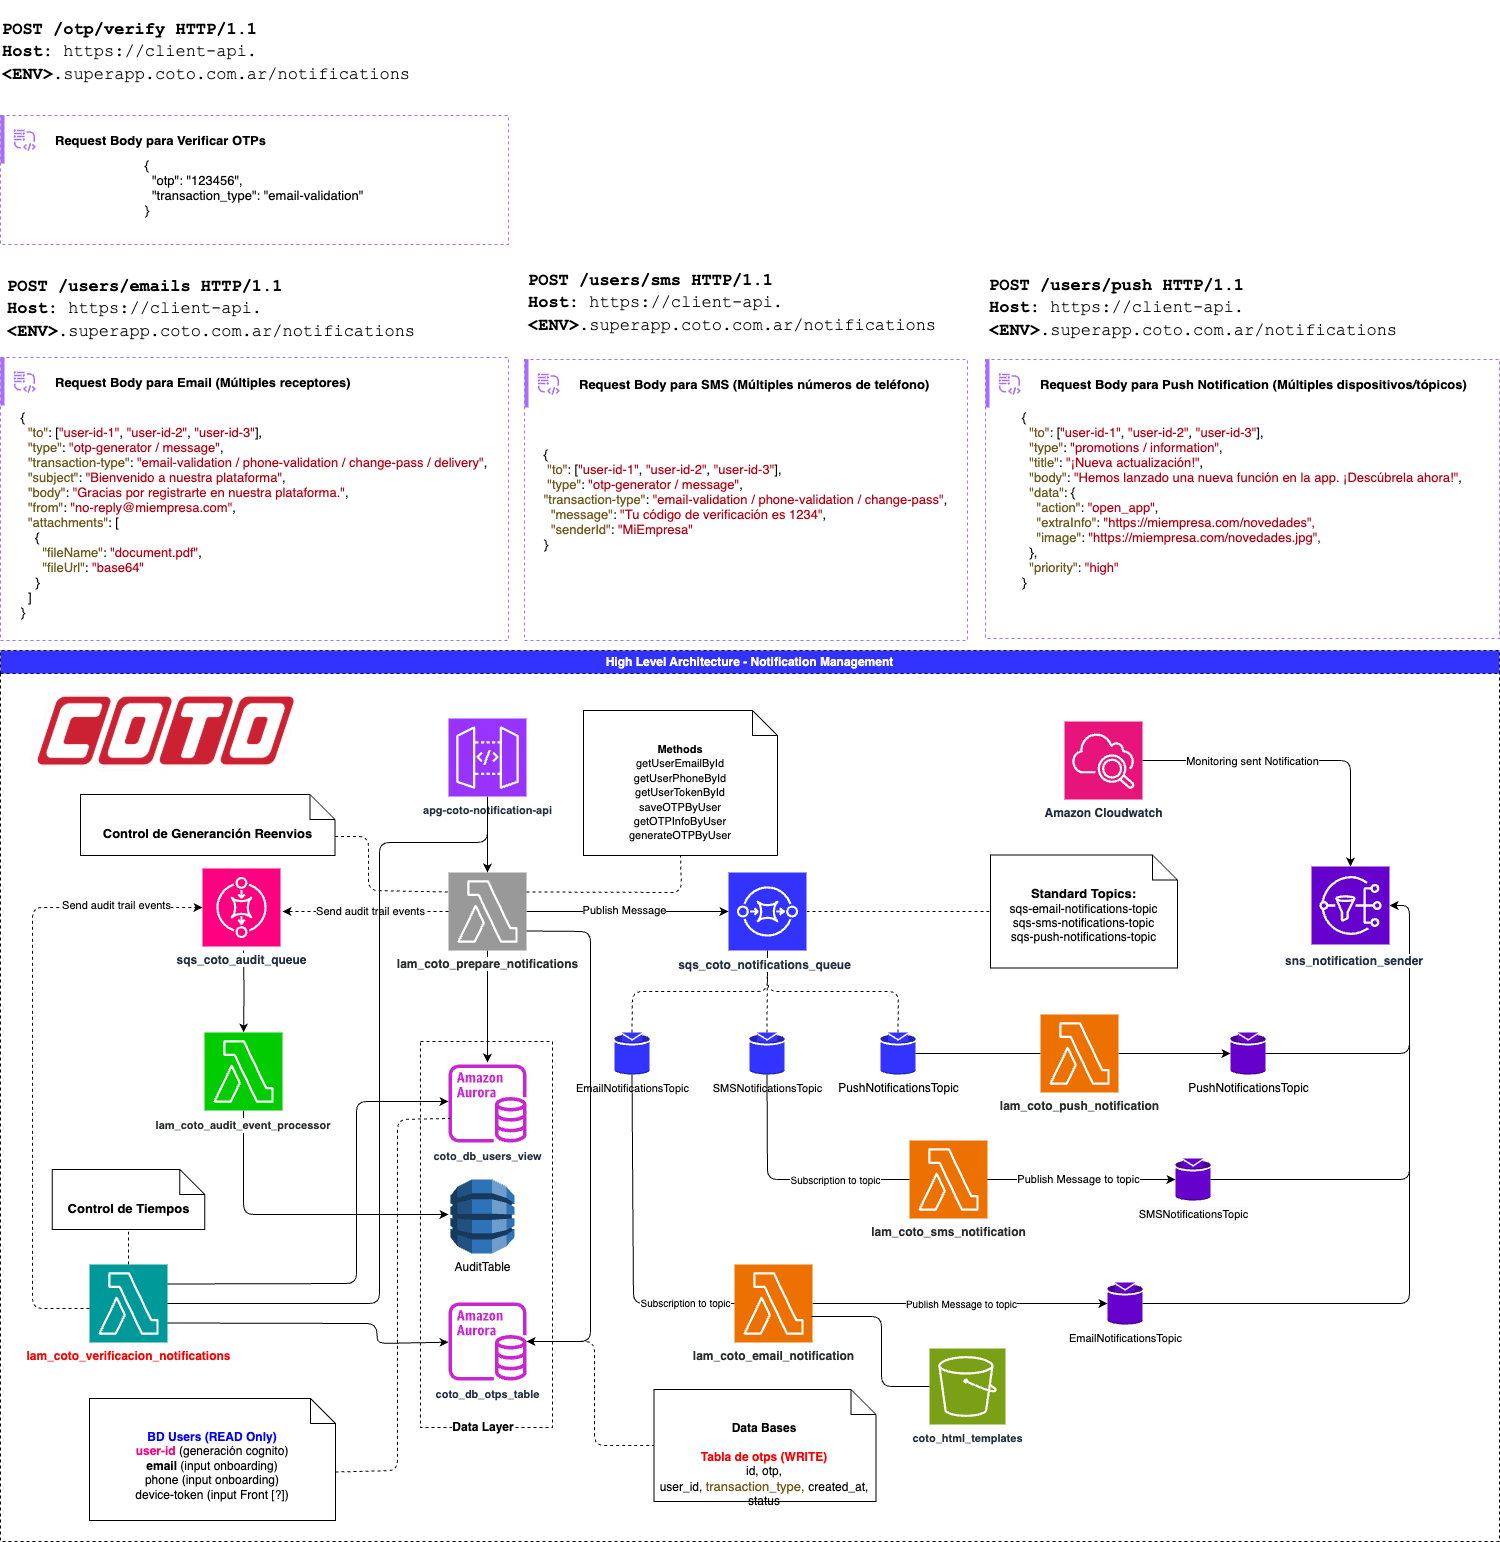 POST /otp/verify HTTP/1.1
Host: https://client-api.
<ENV>.superapp.coto.com.ar/notifications
Request Body para Verificar OTPs
{
"otp": "123456",
"transaction_type": "email-validation"
}
POST /users/emails HTTP/1.1
Host: https://client-api.
<ENV>.superapp.coto.com.ar/notifications
Request Body para Email (Múltiples receptores)
{
"to": ["user-id-1", "user-id-2", "user-id-3"],
"type": "otp-generator / message",
"transaction-type": "email-validation / phone-validation / change-pass / delivery",
"subject": "Bienvenido a nuestra plataforma",
"body": "Gracias por registrarte en nuestra plataforma.",
"from": "no-reply@miempresa.com",
"attachments": [
{
"fileName": "document.pdf",
"fileUrl": "base64"
}
]
}
POST /users/sms HTTP/1.1
Host: https://client-api.
<ENV>.superapp.coto.com.ar/notifications
Request Body para SMS (Múltiples números de teléfono)
{
"to": ["user-id-1", "user-id-2", "user-id-3"],
"type": "otp-generator / message",
"transaction-type": "email-validation / phone-validation / change-pass",
"message": "Tu código de verificación es 1234",
"senderId": "MiEmpresa"
}
POST /users/push HTTP/1.1
Host: https://client-api.
<ENV>.superapp.coto.com.ar/notifications
Request Body para Push Notification (Múltiples dispositivos/tópicos)
{
"to": ["user-id-1", "user-id-2", "user-id-3"],
"type": "promotions / information",
"title": "¡Nueva actualización!",
"body": "Hemos lanzado una nueva función en la app. ¡Descúbrela ahora!",
"data": {
"action": "open_app",
"extraInfo": "https://miempresa.com/novedades",
"image": "https://miempresa.com/novedades.jpg",
},
"priority": "high"
}
High Level Architecture - Notification Management
COTO
apg-coto-notification-api
Methods
getUserEmailById
getUserPhoneById
getUserTokenById
saveOTPByUser
getOTPInfoByUser
generateOTPByUser
Amazon Cloudwatch
Monitoring sent Notification
Control de Generanción Reenvios
Send audit trail events
Send audit trail events
Publish Message
Standard Topics:
sqs-email-notifications-topic
sqs-sms-notifications-topic
sqs-push-notifications-topic
sqs_coto_audit_queue
lam_coto_prepare_notifications
sqs_coto_notifications_queue
sns_notification_sender
EmailNotificationsTopic
SMSNotificationsTopic
PushNotificationsTopic
lam_coto_push_notification
PushNotificationsTopic
lam_coto_audit_event_processor
Amazon
Aurora
coto_db_users_view
Control de Tiempos
Subscription to topic
Publish Message to topic
lam_coto_sms_notification
SMSNotificationsTopic
AuditTable
Subscription to topic
Publish Message to topic
lam_coto_verificacion_notifications
Amazon
Aurora
coto_db_otps_table
Data Layer
lam_coto_email_notification
EmailNotificationsTopic
coto_html_templates
BD Users (READ Only)
user-id (generación cognito)
email (input onboarding)
phone (input onboarding)
device-token (input Front [?])
Data Bases
Tabla de otps (WRITE)
id, otp,
user_id, transaction_type, created_at,
status